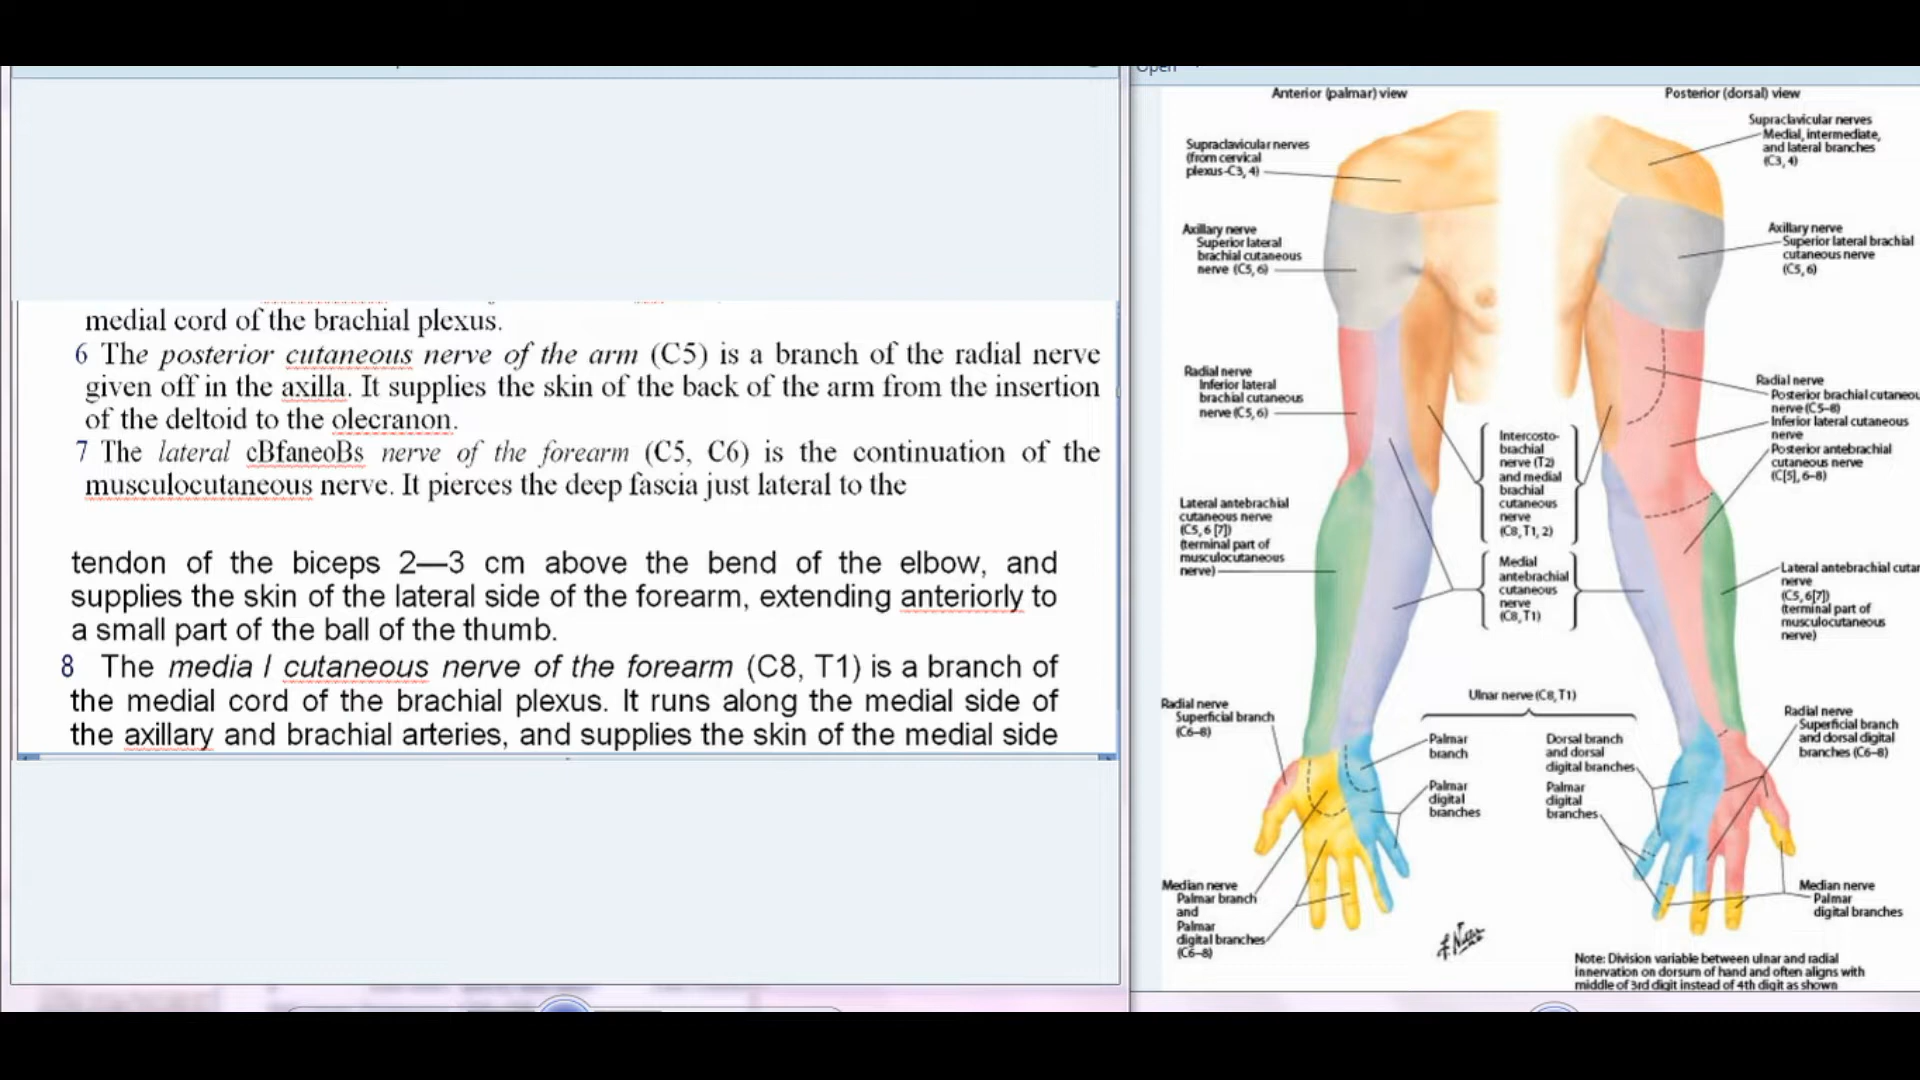 medial cord of the brachial plexus.
6 The posterior cutaneous nerve of the arm (C5) is a branch of the radial nerve
given off in the axilla. It supplies the skin of the back of the arm from the insertion
of the deltoid to the olecranon.
7 The lateral cBfaneoBs nerve of the forearm (C5, C6) is the continuation of the
musculocutaneous nerve. It pierces the deep fascia just lateral to the
tendon of the biceps 2—3 cm above the bend of the elbow, and
supplies the skin of the lateral side of the forearm, extending anteriorly to
a small part of the ball of the thumb.
8 The media l cutaneous nerve of the forearm (C8, T1) is a branch of
the medial cord of the brachial plexus. It runs along the medial side of
the axillary and brachial arteries, and supplies the skin of the medial side
Open
Anterior (palmar) view
Supraclavicular nerves
(from cervical
plexus-C3, 4)
Axillary nerve
Superior lateral
brachial cutaneous
nerve (C5, 6)
Radial nerve
Inferior lateral
brachial cutaneous
nerve (C5, 6)
Lateral antebrachial
cutaneous nerve
(C5, 6 [7])
(terminal part of
musculocutaneous
nerve)
Radial nerve
Superficial branch
(C6–8)
Median nerve
Palmar branch
and
Palmar
digital branches
(C6–8)
Intercosto-
brachial
nerve (T2)
and medial
brachial
cutaneous
nerve
(C8, T1, 2)
Medial
antebrachial
cutaneous
nerve
(C8, T1)
Ulnar nerve (C8, T1)
Palmar
branch
Palmar
digital
branches
Dorsal branch
and dorsal
digital branches
Palmar
digital
branches
Posterior (dorsal) view
Supraclavicular nerves
Medial, intermediate,
and lateral branches
(C3, 4)
Axillary nerve
Superior lateral brachial
cutaneous nerve
(C5, 6)
Radial nerve
Posterior brachial cutaneou
nerve (C5–8)
Inferior lateral cutaneous
nerve
Posterior antebrachial
cutaneous nerve
(C[5], 6–8)
Lateral antebrachial cutar
nerve
(C5, 6[7])
(terminal part of
musculocutaneous
nerve)
Radial nerve
Superficial branch
and dorsal digital
branches (C6–8)
Median nerve
Palmar
digital branches
Note: Division variable between ulnar and radial
innervation on dorsum of hand and often aligns with
middle of 3rd digit instead of 4th digit as shown